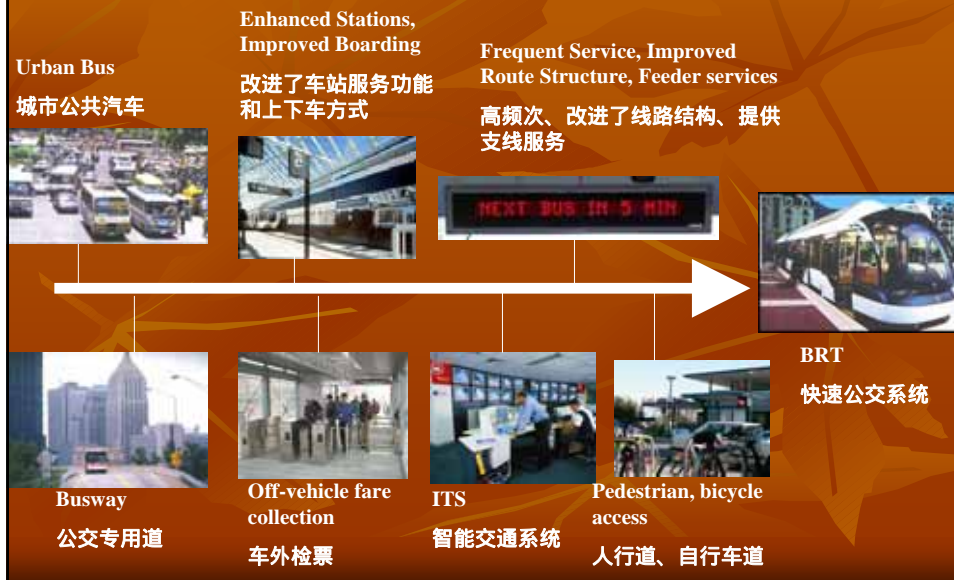 Urban Bus
城市公共汽车
Enhanced Stations,
Improved Boarding
改进了车站服务功能
和上下车方式
Frequent Service, Improved
Route Structure, Feeder services
高频次、改进了线路结构、提供
支线服务
NEXT BUS IN 5 MIN
BRT
快速公交系统
Busway
公交专用道
Off-vehicle fare
collection
车外检票
ITS
智能交通系统
Pedestrian, bicycle
access
人行道、自行车道